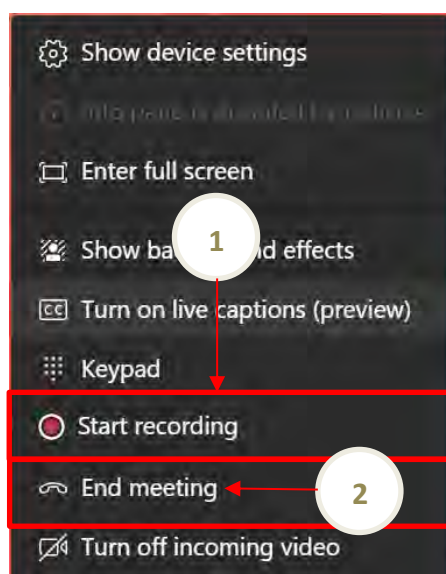 Show device settings
Enter full screen
1
Show ba nd effects
CC Turn on live captions (preview)
Keypad
Start recording
End meeting
2
Turn off incoming video